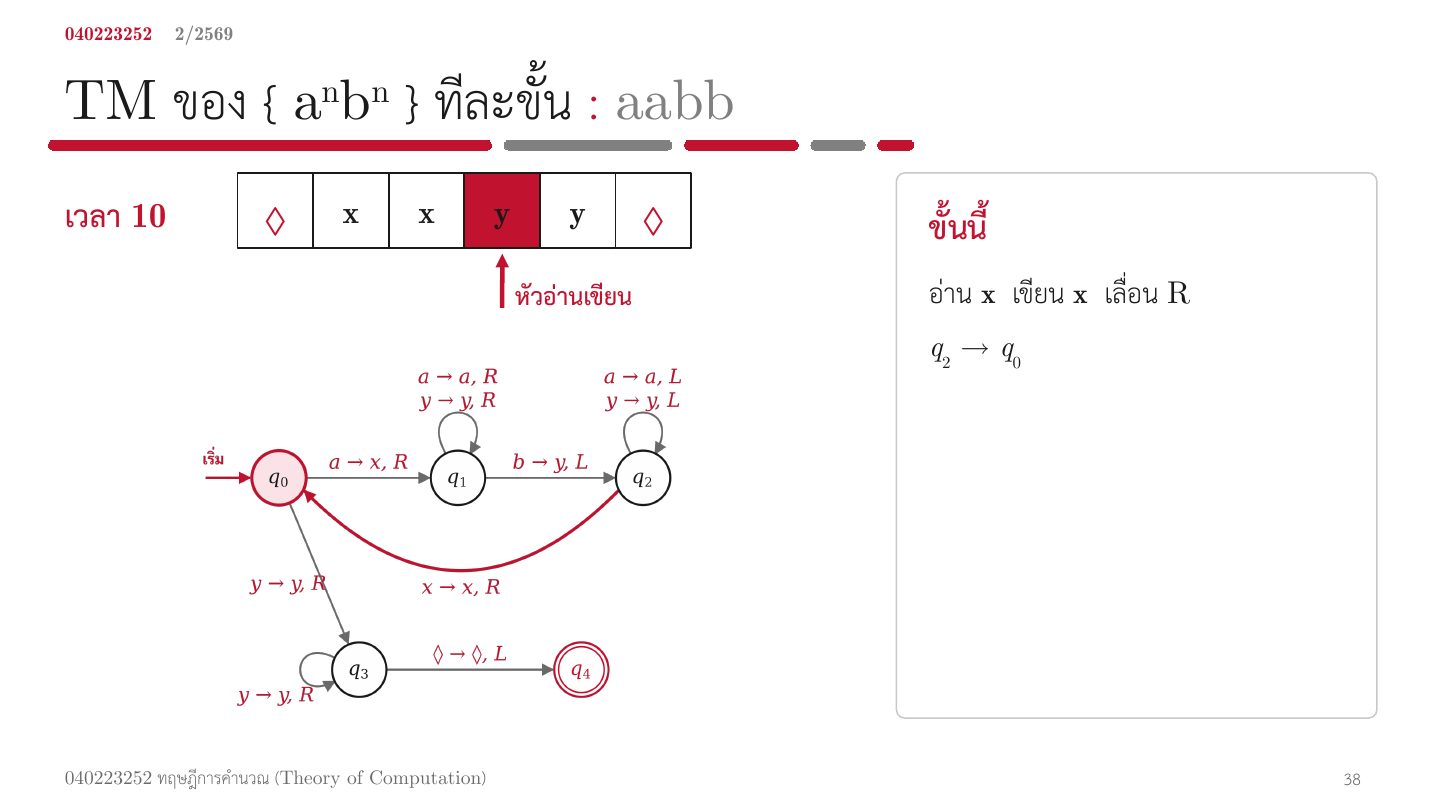 040223252 2/2569
TM ของ { aⁿbⁿ } ทีละขั้น : aabb
เวลา 10
◊ x x y y ◊
หัวอ่านเขียน
ขั้นนี้
อ่าน x เขียน x เลื่อน R
q₂ → q₀
a → a, R
y → y, R
a → a, L
y → y, L
เริ่ม
q₀
a → x, R
q₁
b → y, L
q₂
y → y, R
x → x, R
q₃
◊ → ◊, L
q₄
y → y, R
040223252 ทฤษฎีการคำนวณ (Theory of Computation)
38